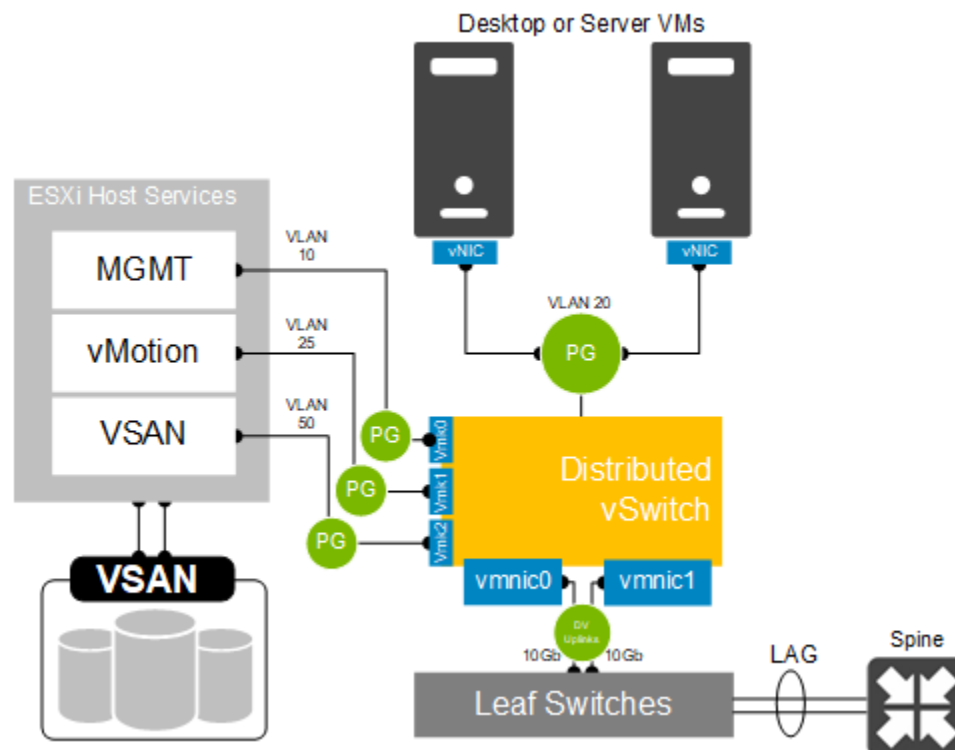 Desktop or Server VMs
ESXi Host Services
MGMT
vMotion
VSAN
VLAN
10
VLAN
25
VLAN
50
vNIC
vNIC
VLAN 20
PG
PG
PG
PG
Vmk0
Vmk1
Vmk2
Distributed
vSwitch
vmnic0
vmnic1
DV
Uplinks
10Gb
10Gb
VSAN
Leaf Switches
LAG
Spine